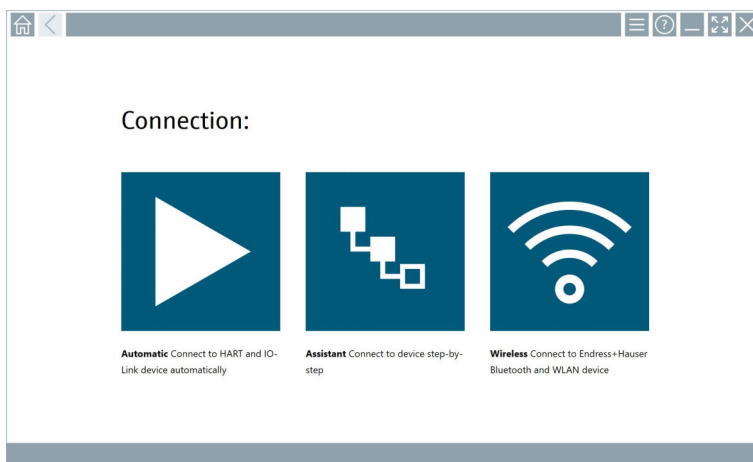 Connection:
Automatic Connect to HART and IO-
Link device automatically
Assistant Connect to device step-by-
step
Wireless Connect to Endress+Hauser
Bluetooth and WLAN device